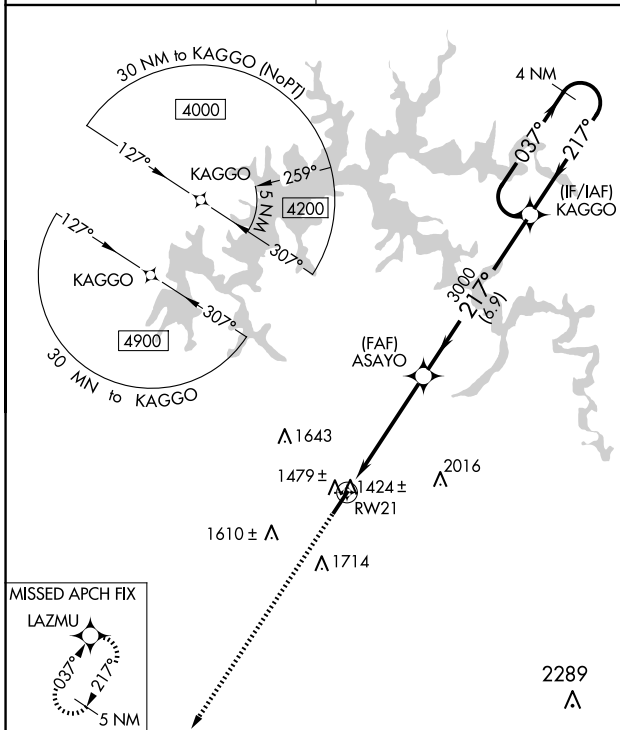 30 NM to KAGGO (NoPT)
4000
4 NM
127°
KAGGO
259°
037°
217°
5 NM
4200
(IF/IAF)
KAGGO
127°
307°
KAGGO
307°
3000
217°
(6.9)
4900
(FAF)
ASAYO
30 MN to KAGGO
1643
2016
1479 ±
1424 ±
RW21
1610 ±
1714
MISSED APCH FIX
LAZMU
037°
217°
5 NM
2289